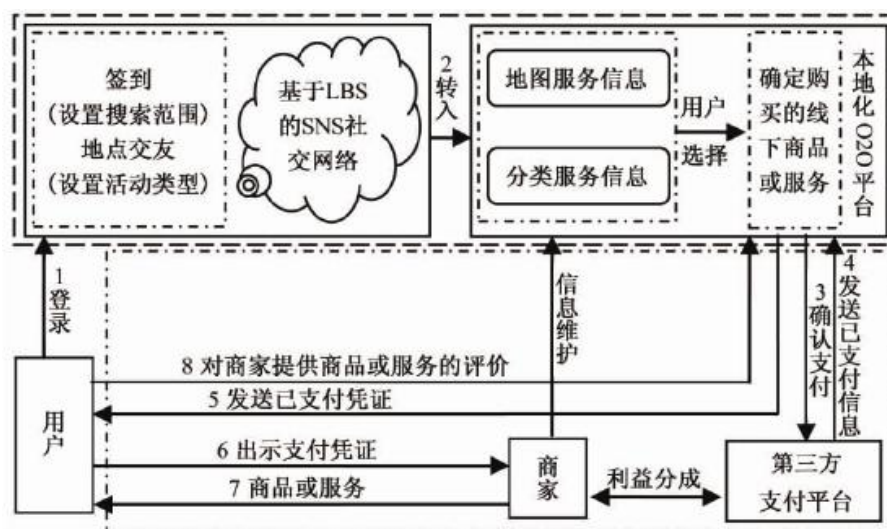 签到
(设置搜索范围)
地点交友
(设置活动类型)
基于LBS
的SNS社
交网络
2转入
地图服务信息
分类服务信息
用户
选择
确定购
买的线
下商品
或服务
本地化O2O平台
1登录
信息维护
3确认支付
4发送已支付信息
8 对商家提供商品或服务的评价
5 发送已支付凭证
用户
6 出示支付凭证
7 商品或服务
商家
利益分成
第三方
支付平台